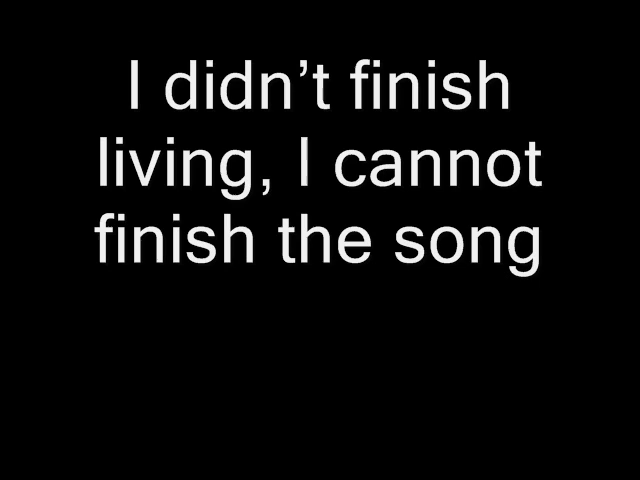 I didn’t finish
living, I cannot
finish the song